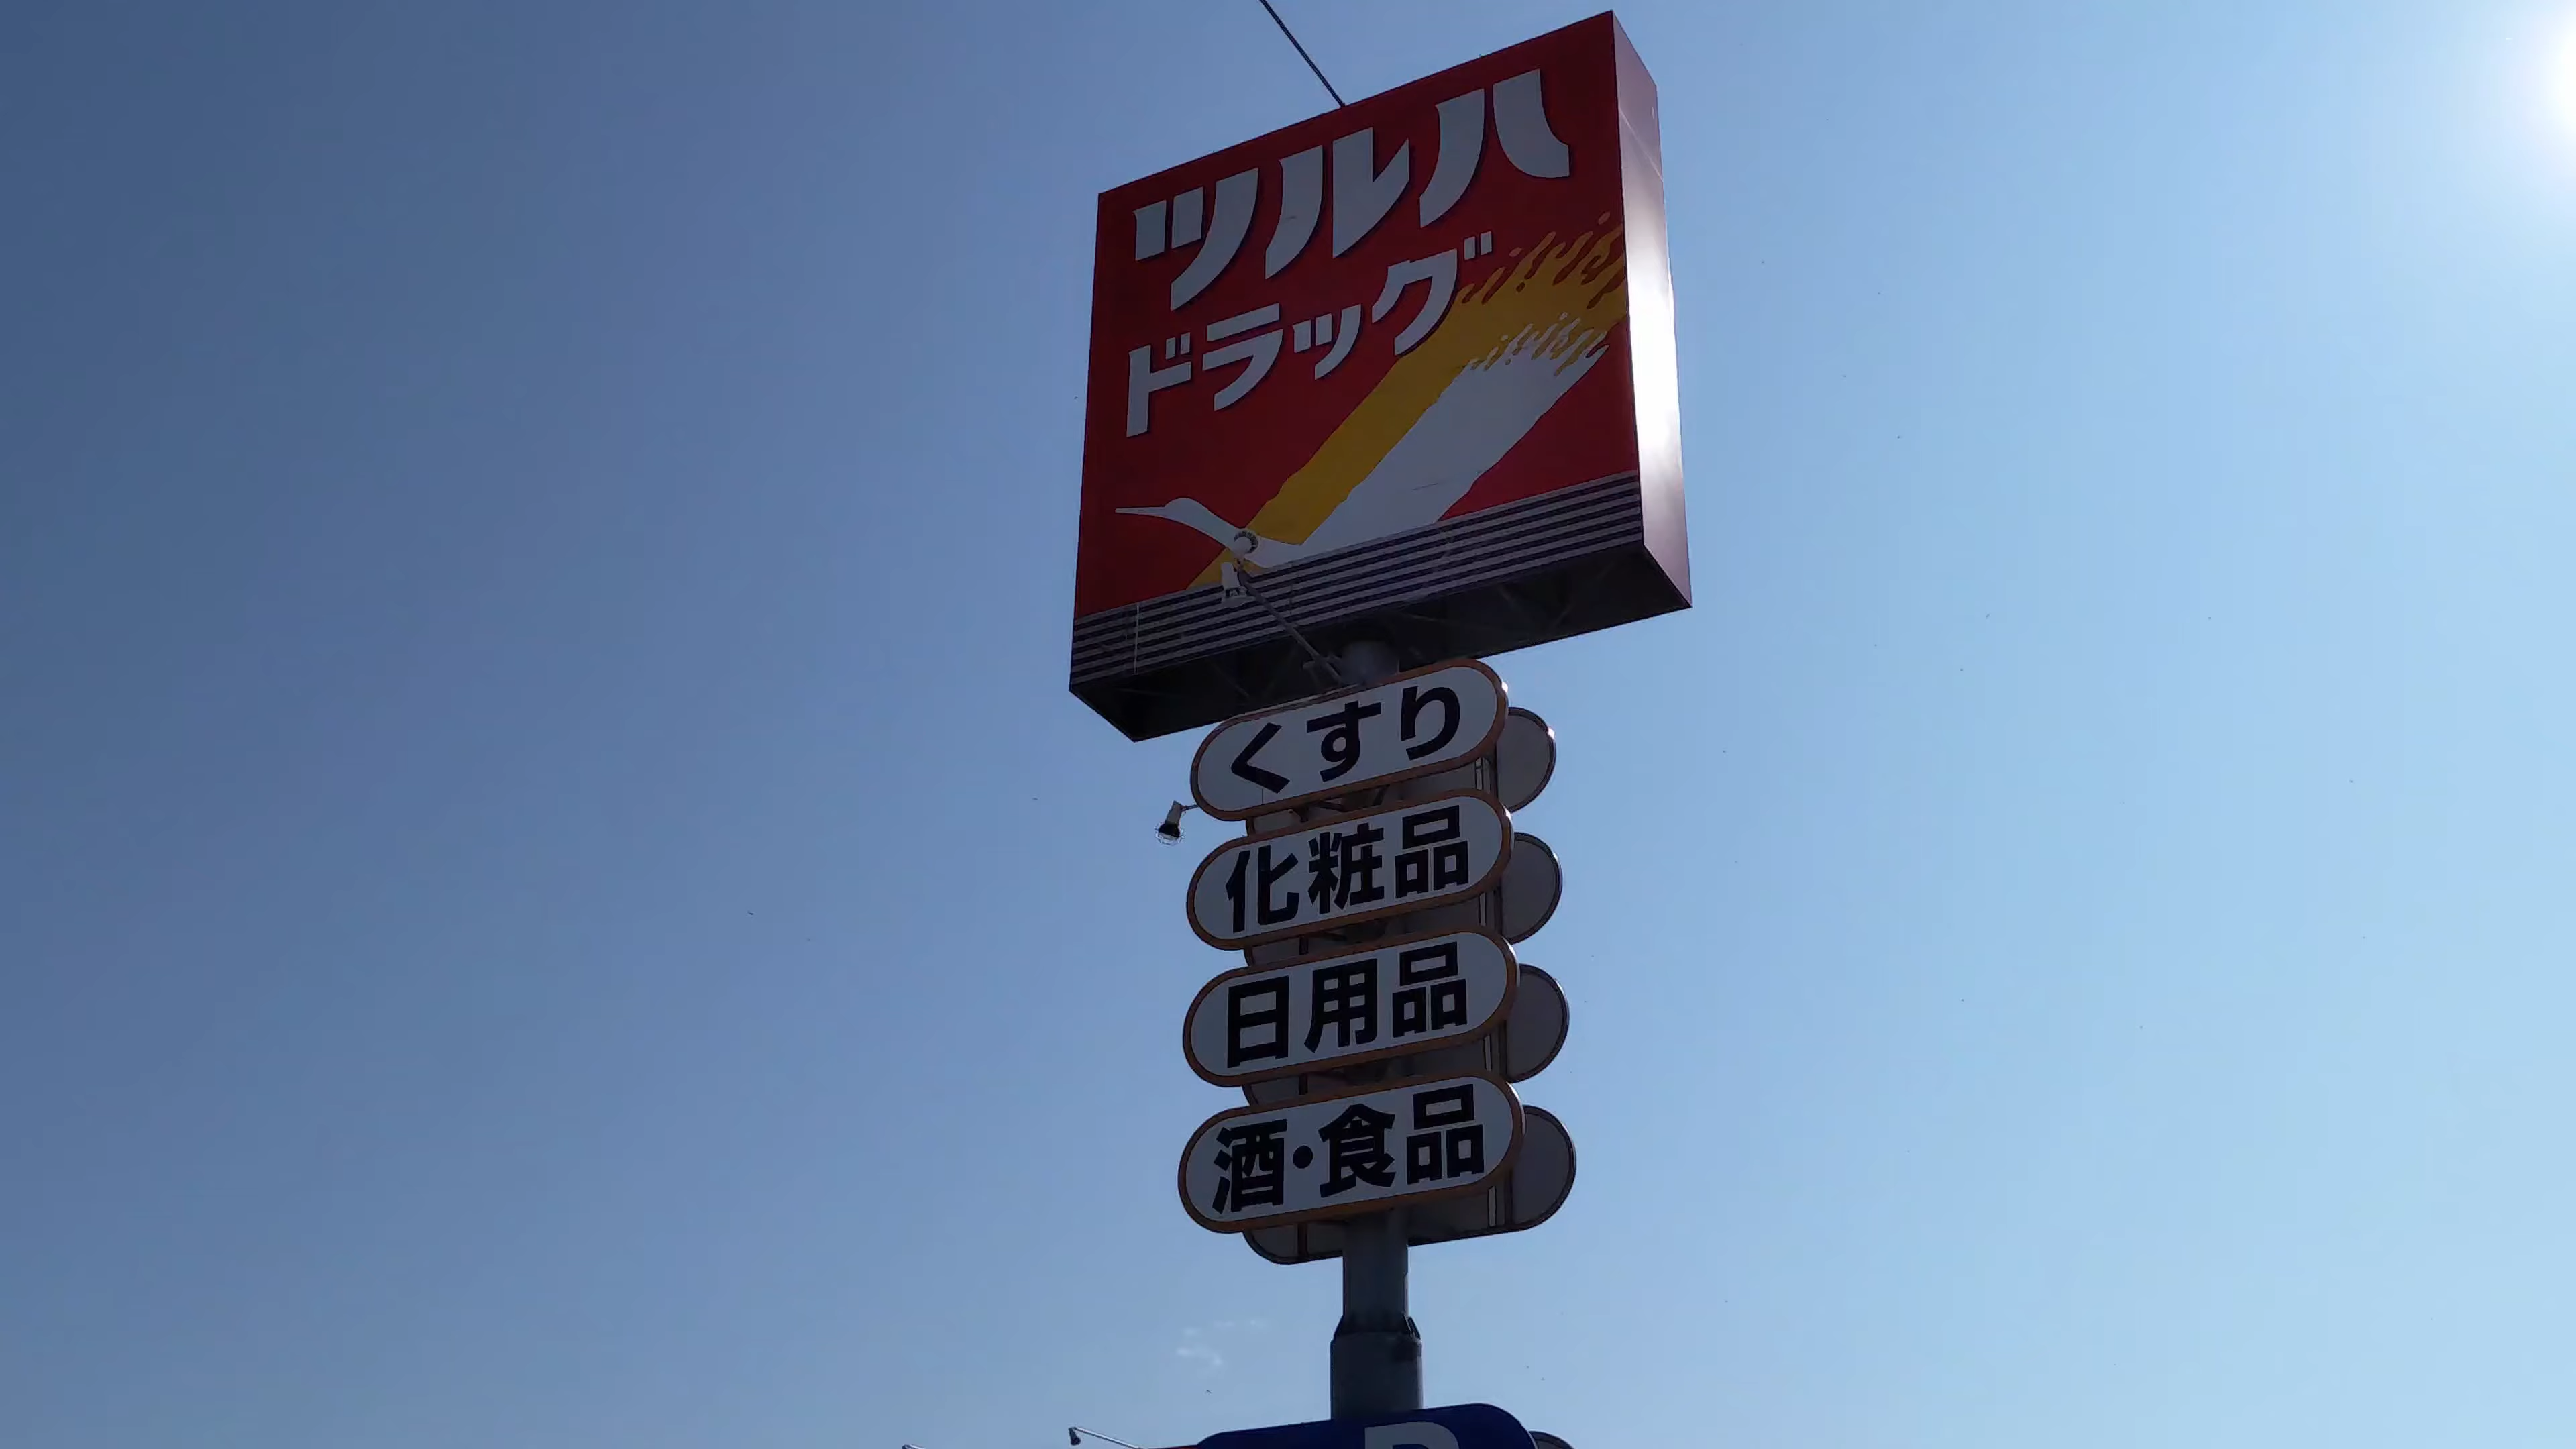 ツルハ
ドラッグ
くすり
化粧品
日用品
酒・食品
P